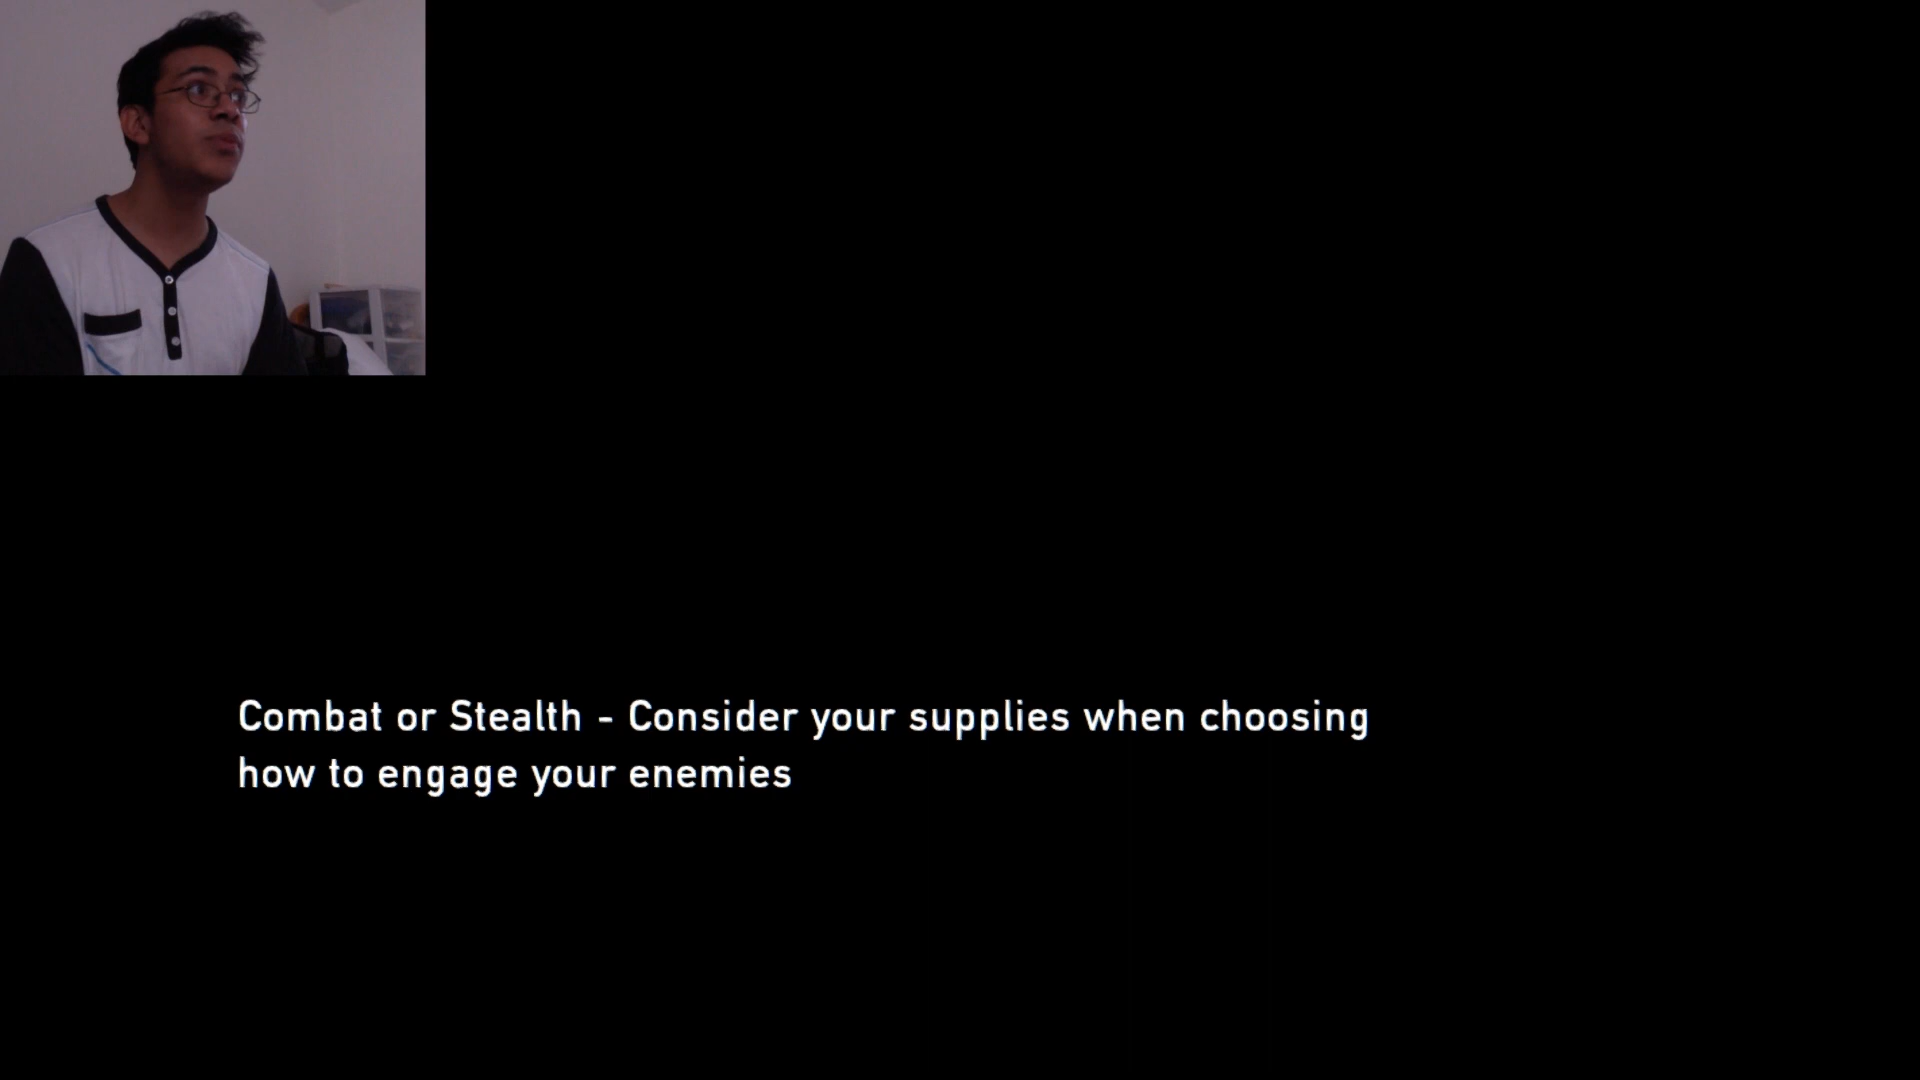 Combat or Stealth - Consider your supplies when choosing
how to engage your enemies